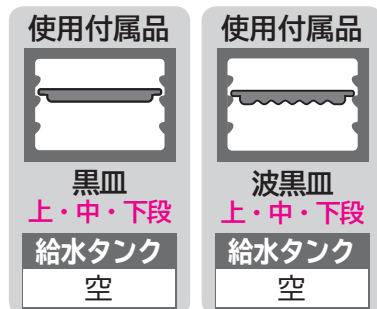 使用付属品
黒皿
上・中・下段
給水タンク
空
使用付属品
波黒皿
上・中・下段
給水タンク
空